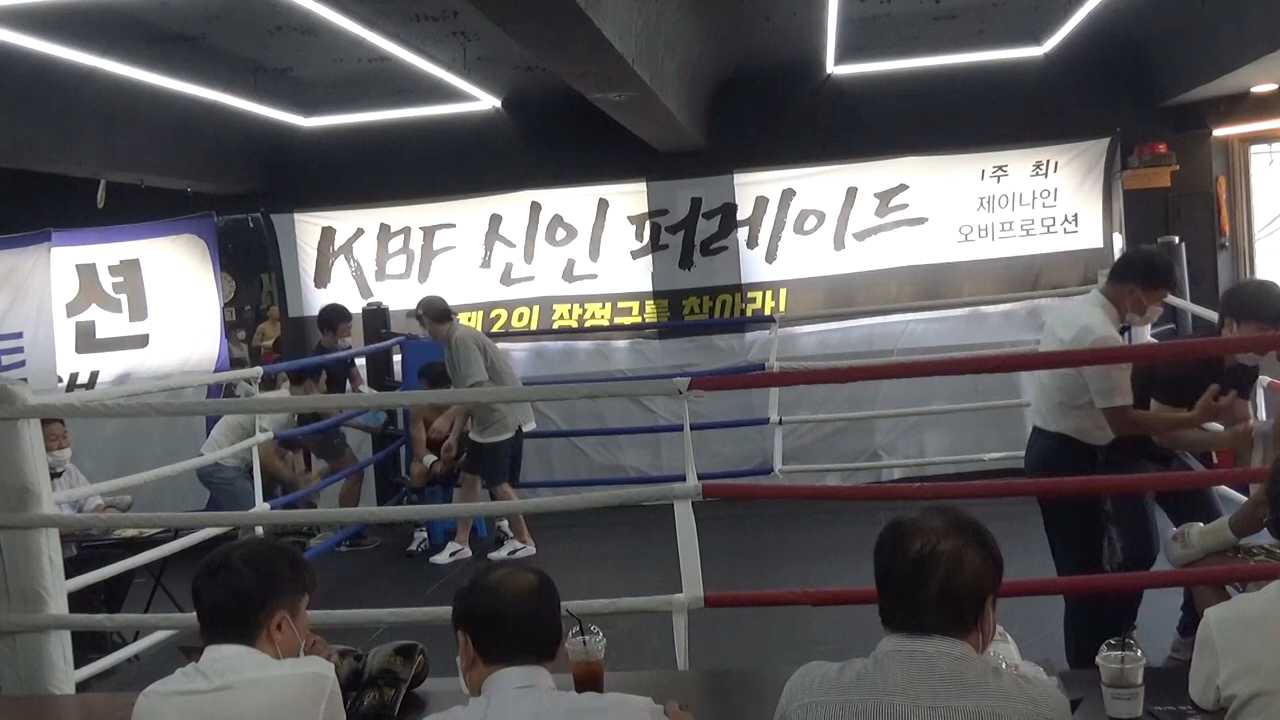 KBF 신인 퍼레이드
제2의 장정구를 찾아라!
주 최
제이나인
오비프로모션
션